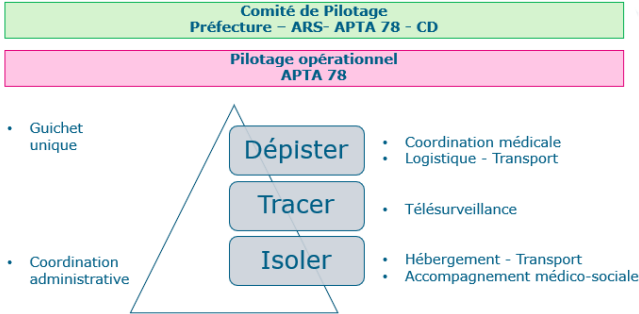 Comité de Pilotage
Préfecture – ARS- APTA 78 - CD
Pilotage opérationnel
APTA 78
• Guichet
unique
Dépister
• Coordination médicale
• Logistique - Transport
Tracer
• Télésurveillance
Isoler
• Coordination
administrative
• Hébergement - Transport
• Accompagnement médico-sociale